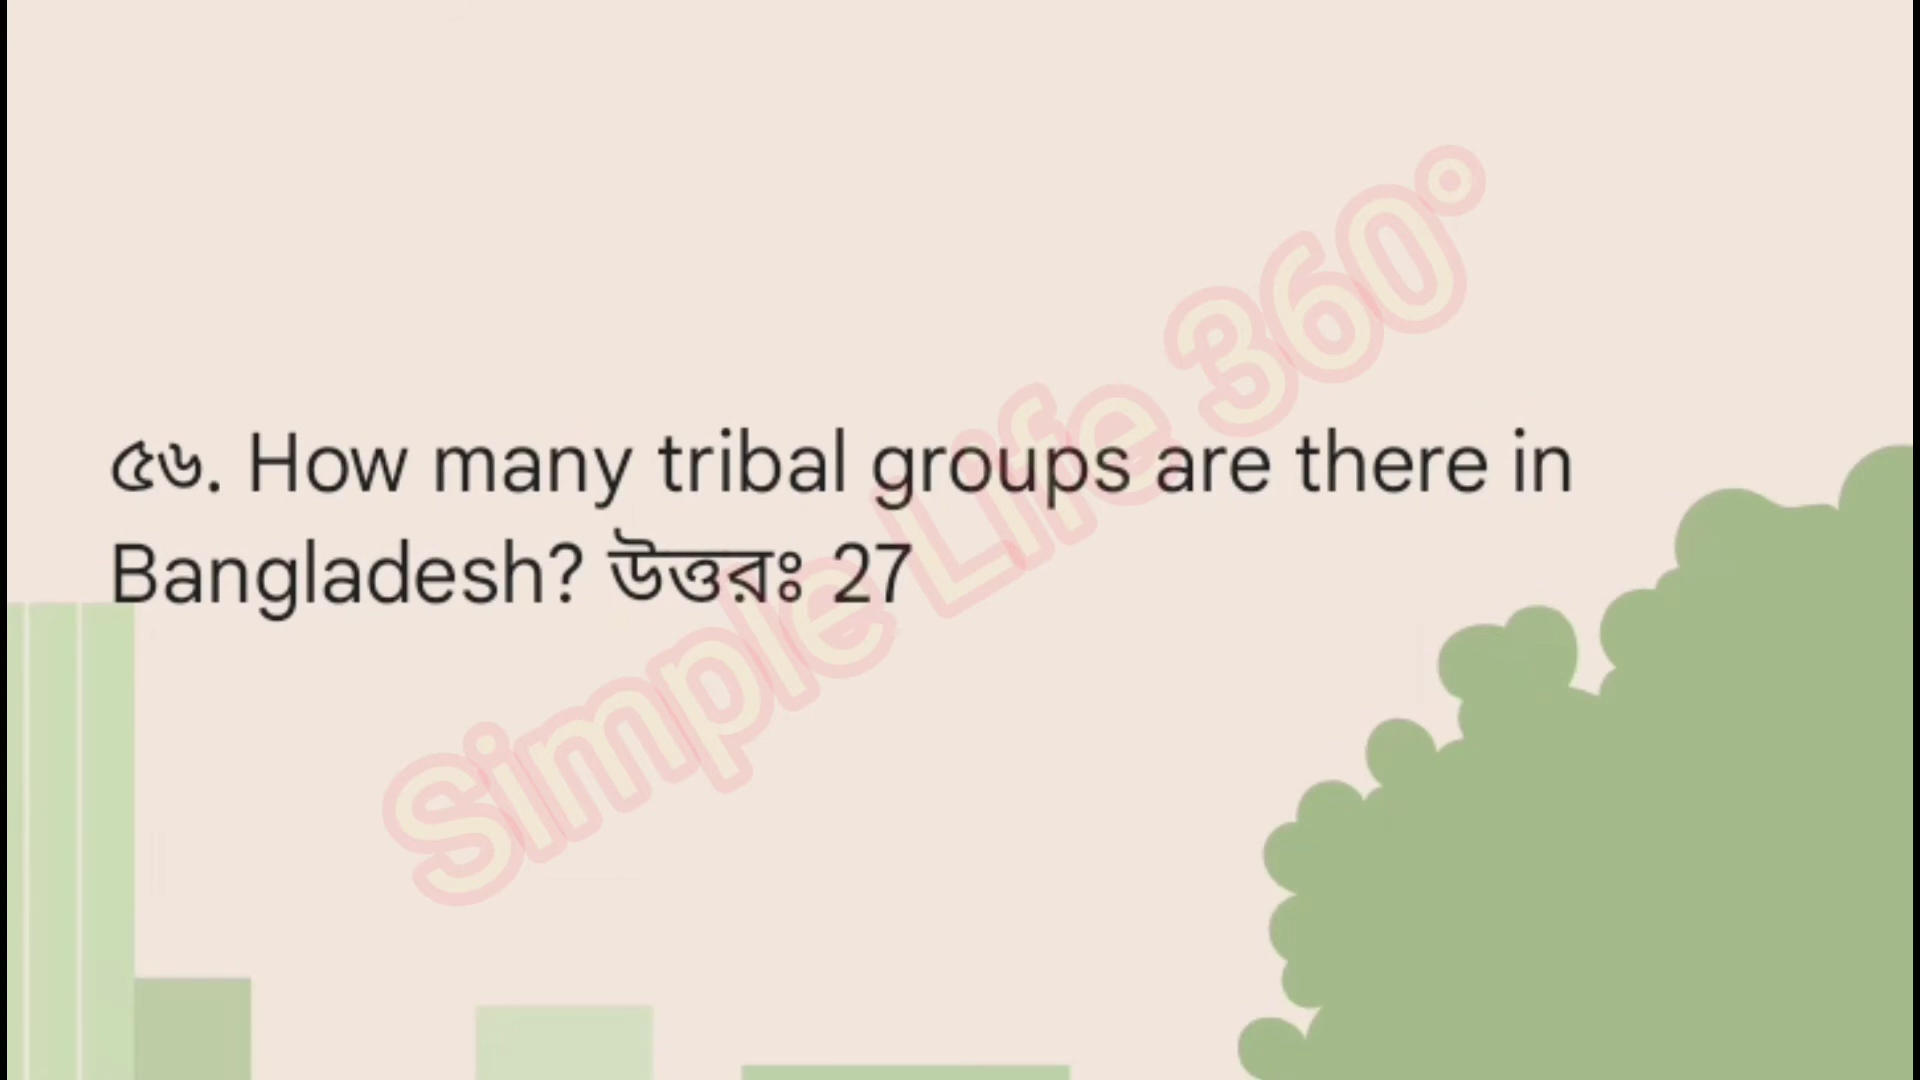 ৫৬. How many tribal groups are there in
Bangladesh? উত্তরঃ 27
Simple Life 360°